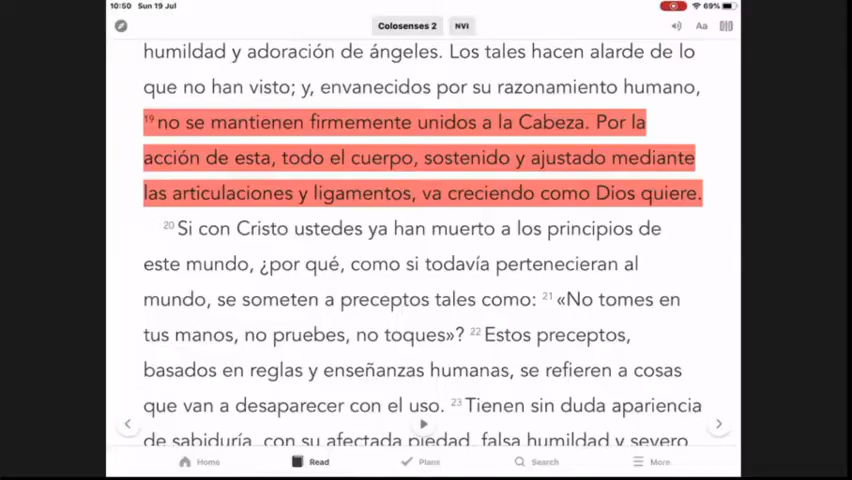 10:50 Sun 19 Jul 69%
Colosenses 2 NVI Aa
humildad y adoración de ángeles. Los tales hacen alarde de lo
que no han visto; y, envanecidos por su razonamiento humano,
19 no se mantienen firmemente unidos a la Cabeza. Por la
acción de esta, todo el cuerpo, sostenido y ajustado mediante
las articulaciones y ligamentos, va creciendo como Dios quiere.
20 Si con Cristo ustedes ya han muerto a los principios de
este mundo, ¿por qué, como si todavía pertenecieran al
mundo, se someten a preceptos tales como: 21 «No tomes en
tus manos, no pruebes, no toques»? 22 Estos preceptos,
basados en reglas y enseñanzas humanas, se refieren a cosas
que van a desaparecer con el uso. 23 Tienen sin duda apariencia
de sabiduría, con su afectada piedad, falsa humildad y severo
Home Read Plans Search More